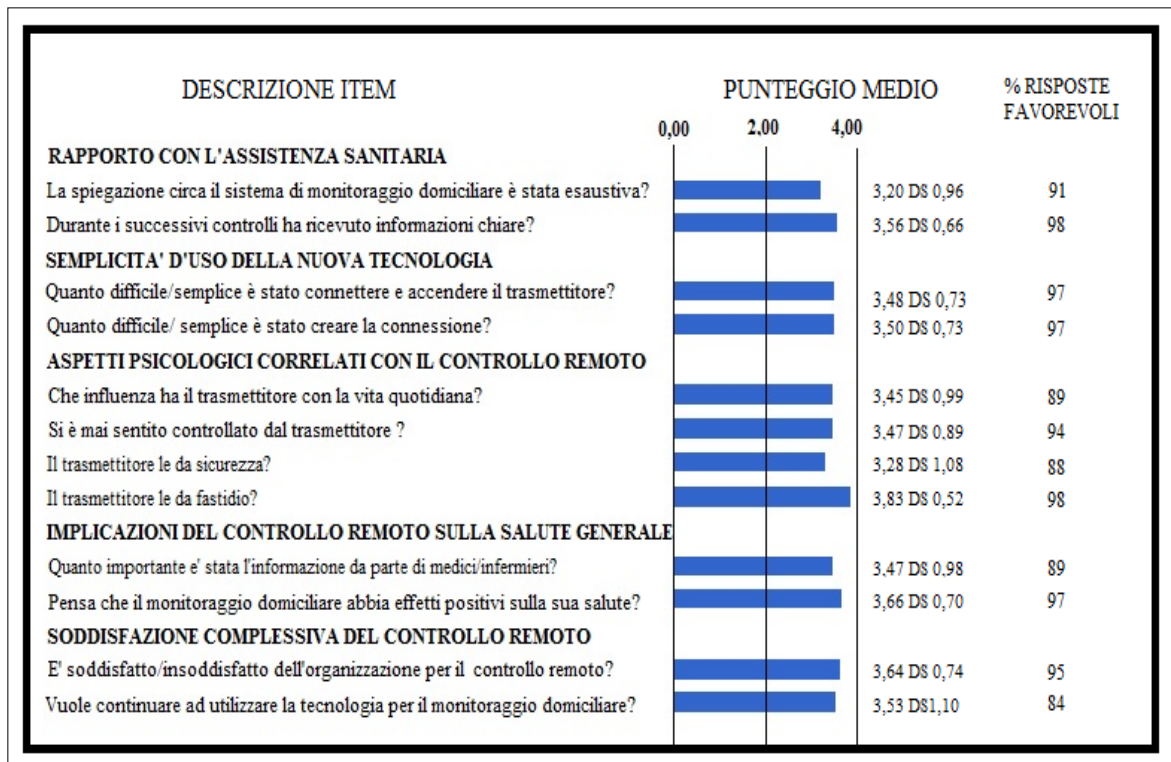 DESCRIZIONE ITEM PUNTEGGIO MEDIO % RISPOSTE FAVOREVOLI
0,00 2,00 4,00
RAPPORTO CON L'ASSISTENZA SANITARIA
La spiegazione circa il sistema di monitoraggio domiciliare è stata esaustiva? 3,20 DS 0,96 91
Durante i successivi controlli ha ricevuto informazioni chiare? 3,56 DS 0,66 98
SEMPLICITA' D'USO DELLA NUOVA TECNOLOGIA
Quanto difficile/semplice è stato connettere e accendere il trasmettitore? 3,48 DS 0,73 97
Quanto difficile/ semplice è stato creare la connessione? 3,50 DS 0,73 97
ASPETTI PSICOLOGICI CORRELATI CON IL CONTROLLO REMOTO
Che influenza ha il trasmettitore con la vita quotidiana? 3,45 DS 0,99 89
Si è mai sentito controllato dal trasmettitore ? 3,47 DS 0.89 94
Il trasmettitore le da sicurezza? 3,28 DS 1,08 88
Il trasmettitore le da fastidio? 3,83 DS 0,52 98
IMPLICAZIONI DEL CONTROLLO REMOTO SULLA SALUTE GENERALE
Quanto importante e' stata l'informazione da parte di medici/infermieri? 3,47 DS 0,98 89
Pensa che il monitoraggio domiciliare abbia effetti positivi sulla sua salute? 3,66 DS 0,70 97
SODDISFAZIONE COMPLESSIVA DEL CONTROLLO REMOTO
E' soddisfatto/insoddisfatto dell'organizzazione per il controllo remoto? 3,64 DS 0,74 95
Vuole continuare ad utilizzare la tecnologia per il monitoraggio domiciliare? 3,53 DS1,10 84